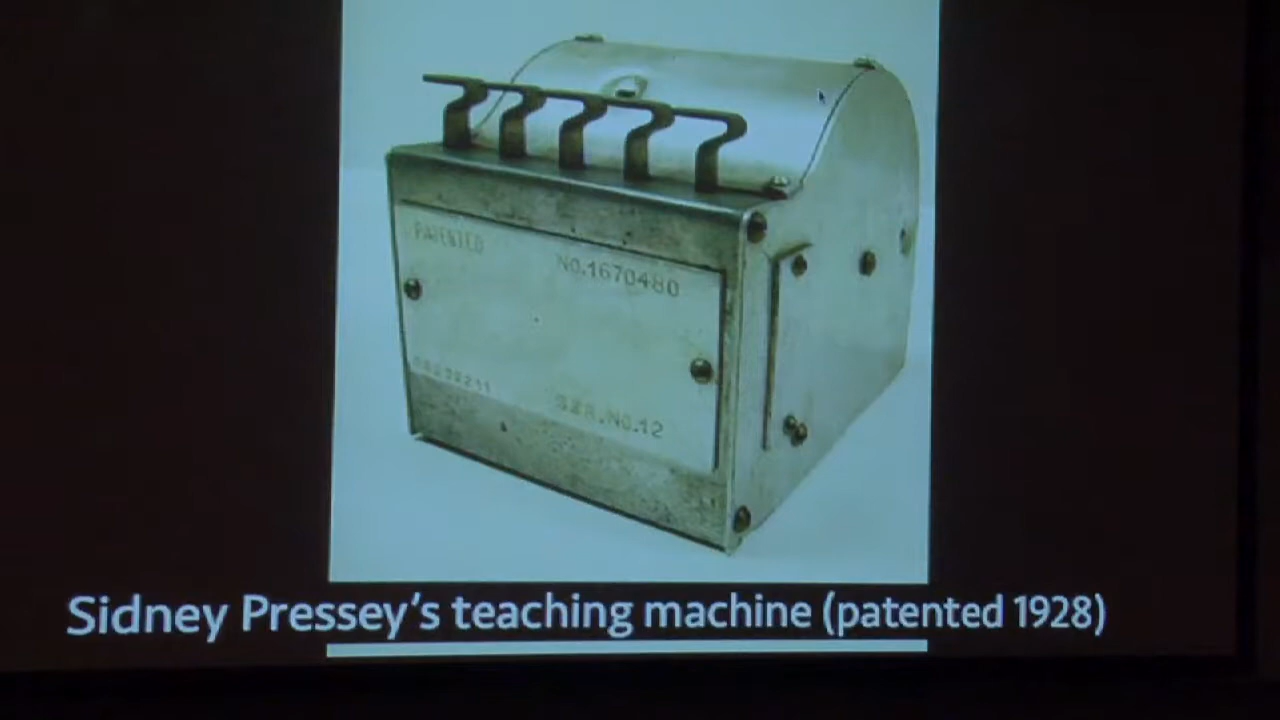 PATENTED
NO.1670480
SER.NO.12
Sidney Pressey's teaching machine (patented 1928)